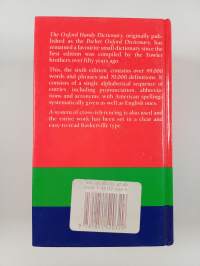 The Oxford Handy Dictionary, originally pub-
lished as the Pocket Oxford Dictionary, has
remained a favourite small dictionary since the
first edition was compiled by the Fowler
brothers over fifty years ago.
This, the sixth edition, contains over 49,000
words and phrases and 70,000 definitions. It
consists of a single alphabetical sequence of
entries, including pronunciation, abbrevia-
tions and acronyms, with American spellings
systematically given as well as English ones.
A system of cross-referencing is also used and
the entire work has been set in a clear and
easy-to-read Baskerville type.